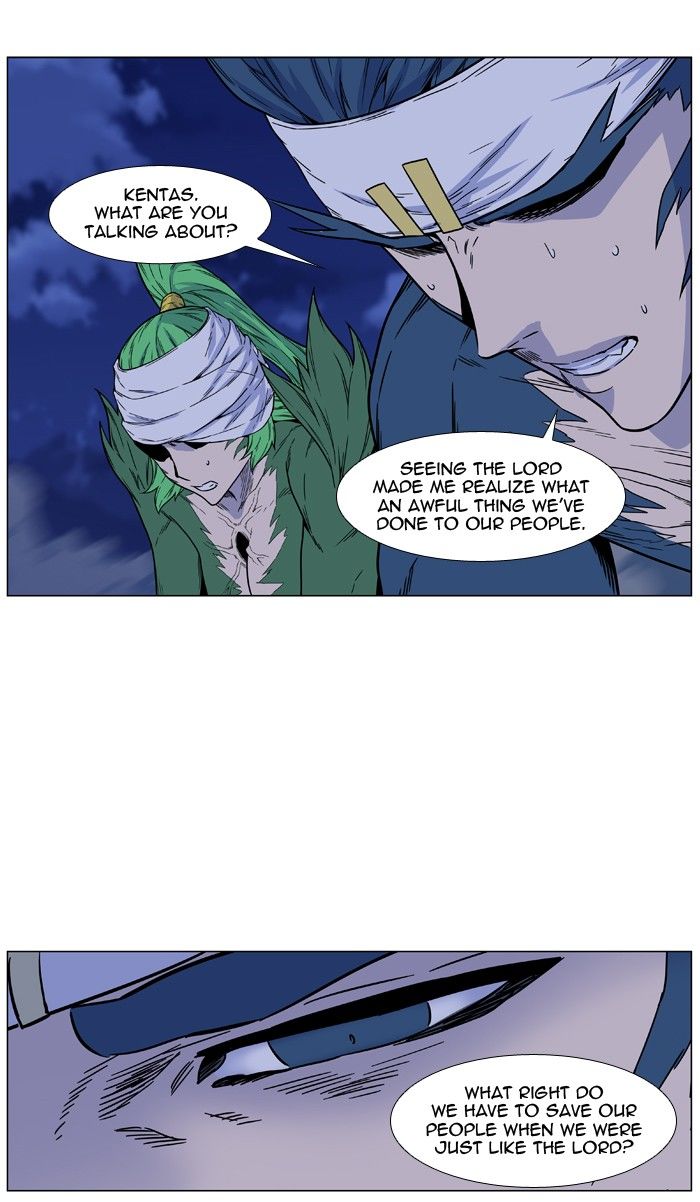 KENTAS,
WHAT ARE YOU
TALKING ABOUT?
SEEING THE LORD
MADE ME REALIZE WHAT
AN AWFUL THING WE'VE
DONE TO OUR PEOPLE.
WHAT RIGHT DO
WE HAVE TO SAVE OUR
PEOPLE WHEN WE WERE
JUST LIKE THE LORD?